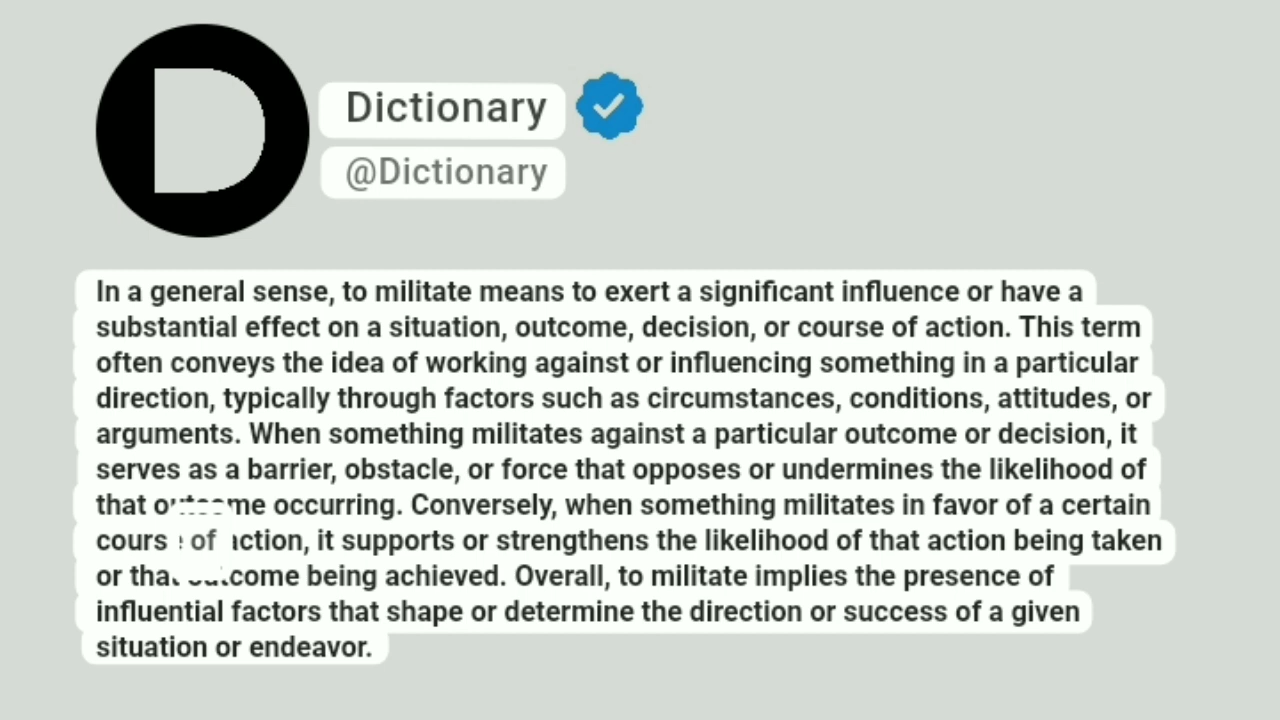 D
Dictionary
@Dictionary
In a general sense, to militate means to exert a significant influence or have a
substantial effect on a situation, outcome, decision, or course of action. This term
often conveys the idea of working against or influencing something in a particular
direction, typically through factors such as circumstances, conditions, attitudes, or
arguments. When something militates against a particular outcome or decision, it
serves as a barrier, obstacle, or force that opposes or undermines the likelihood of
that outcome occurring. Conversely, when something militates in favor of a certain
course of action, it supports or strengthens the likelihood of that action being taken
or that outcome being achieved. Overall, to militate implies the presence of
influential factors that shape or determine the direction or success of a given
situation or endeavor.